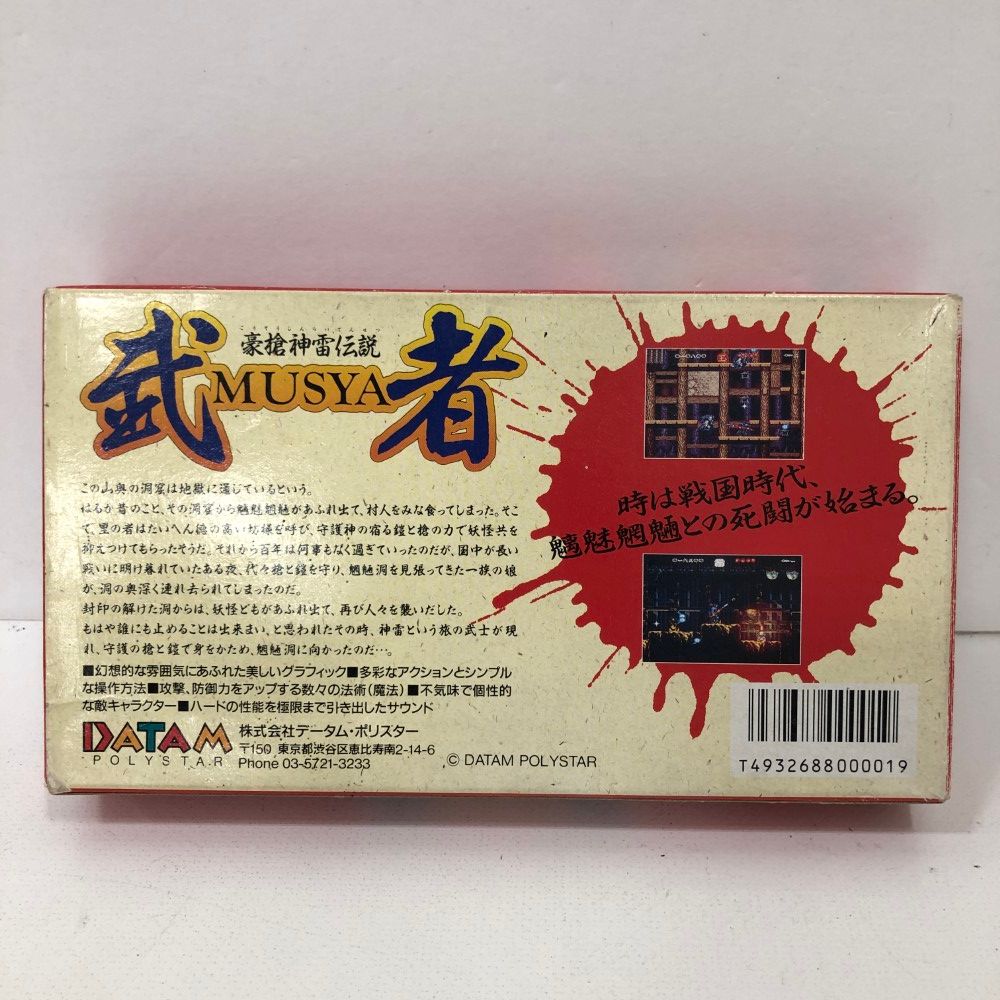 ごうそうしんらいでんせつ
豪槍神雷伝説
武 MUSYA 者
この山奥の洞窟は地獄に通じているという。
はるか昔のこと、その洞窟から魑魅魍魎があふれ出て、村人をみな食ってしまった。そこ
で、里の者はたいへん徳の高い坊様を呼び、守護神の宿る鎧と槍の力で妖怪共を
抑えつけてもらったそうだ。それから百年は何事もなく過ぎていったのだが、国中が長い
戦いに明け暮れていたある夜、代々槍と鎧を守り、魍魎洞を見張ってきた一族の娘
が、洞の奥深く連れ去られてしまったのだ。
封印の解けた洞からは、妖怪どもがあふれ出て、再び人々を襲いだした。
もはや誰にも止めることは出来まい、と思われたその時、神雷という旅の武士が現
れ、守護の槍と鎧で身をかため、魍魎洞に向かったのだ…。
■幻想的な雰囲気にあふれた美しいグラフィック■多彩なアクションとシンプル
な操作方法■攻撃、防御力をアップする数々の法術(魔法)■不気味で個性的
な敵キャラクター■ハードの性能を極限まで引き出したサウンド
DATAM
POLYSTAR
株式会社データム・ポリスター
〒150 東京都渋谷区恵比寿南2-14-6
Phone 03-5721-3233
© DATAM POLYSTAR
時は戦国時代、
魑魅魍魎との死闘が始まる。
T4932688000019